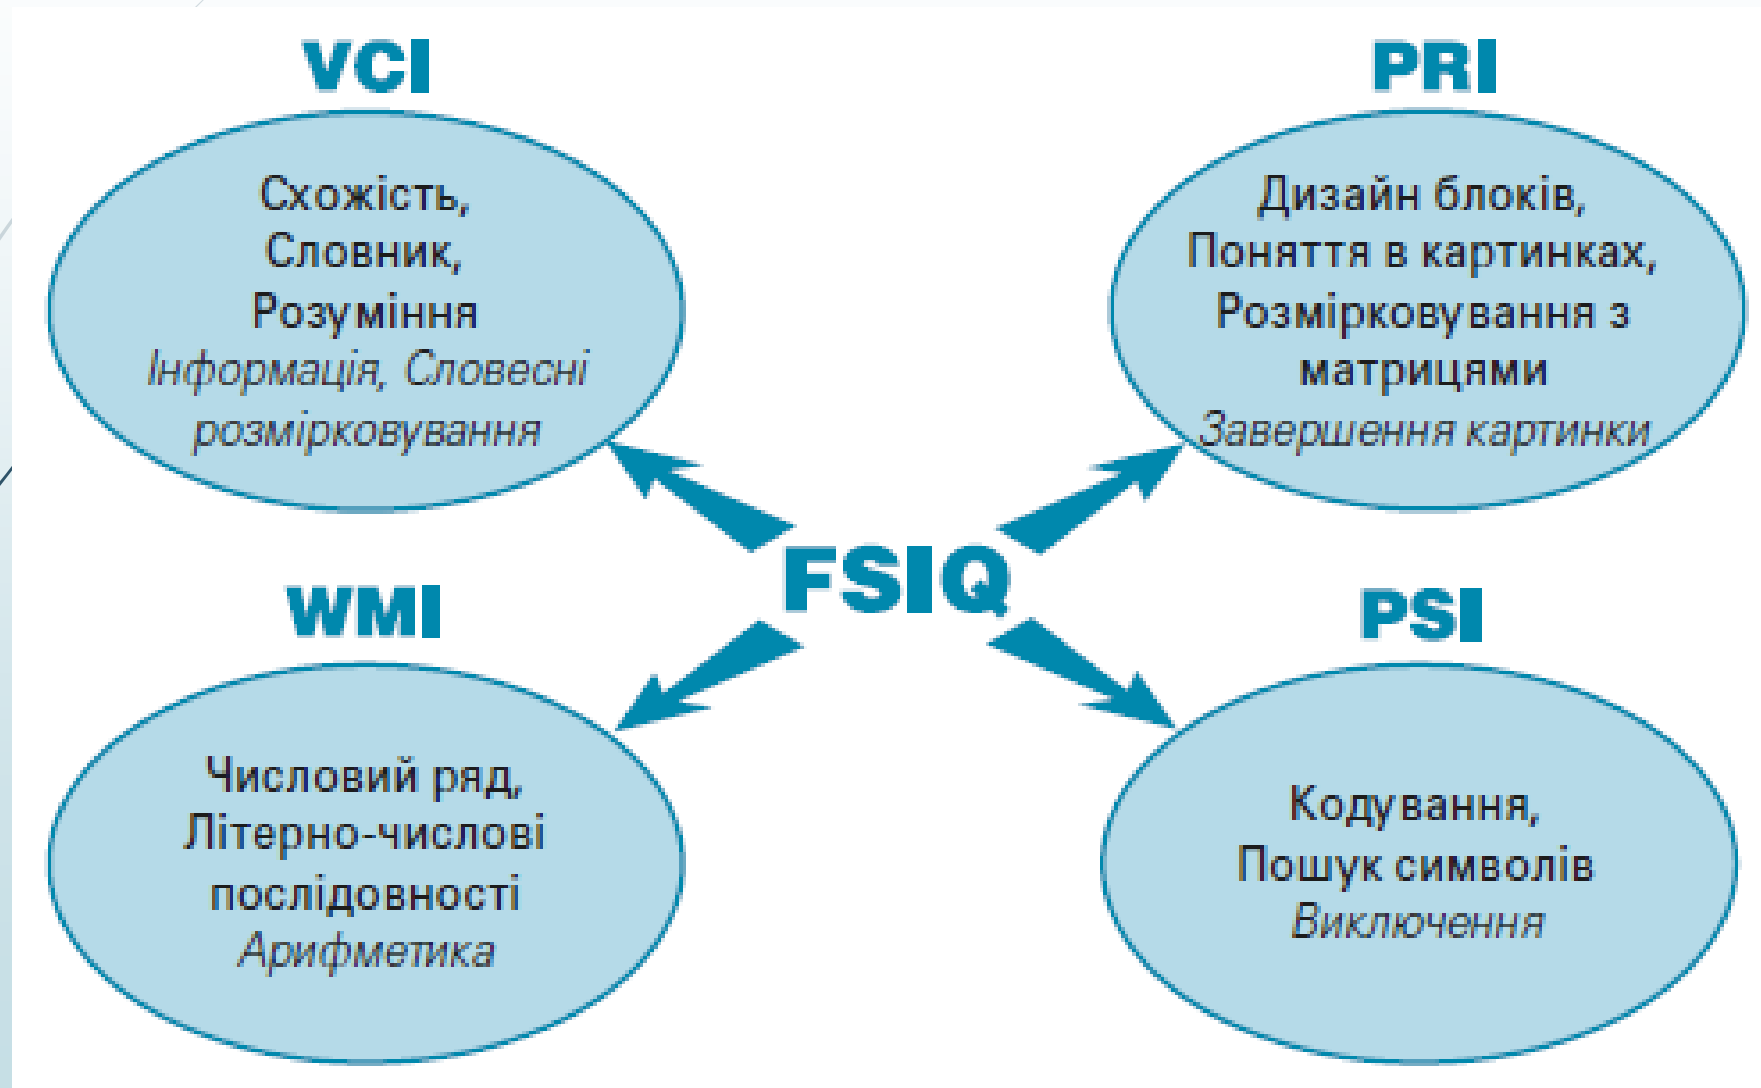 VCI
Схожість,
Словник,
Розуміння
Інформація, Словесні
розмірковування
PRI
Дизайн блоків,
Поняття в картинках,
Розмірковування з
матрицями
Завершення картинки
FSIQ
WMI
Числовий ряд,
Літерно-числові
послідовності
Арифметика
PSI
Кодування,
Пошук символів
Виключення